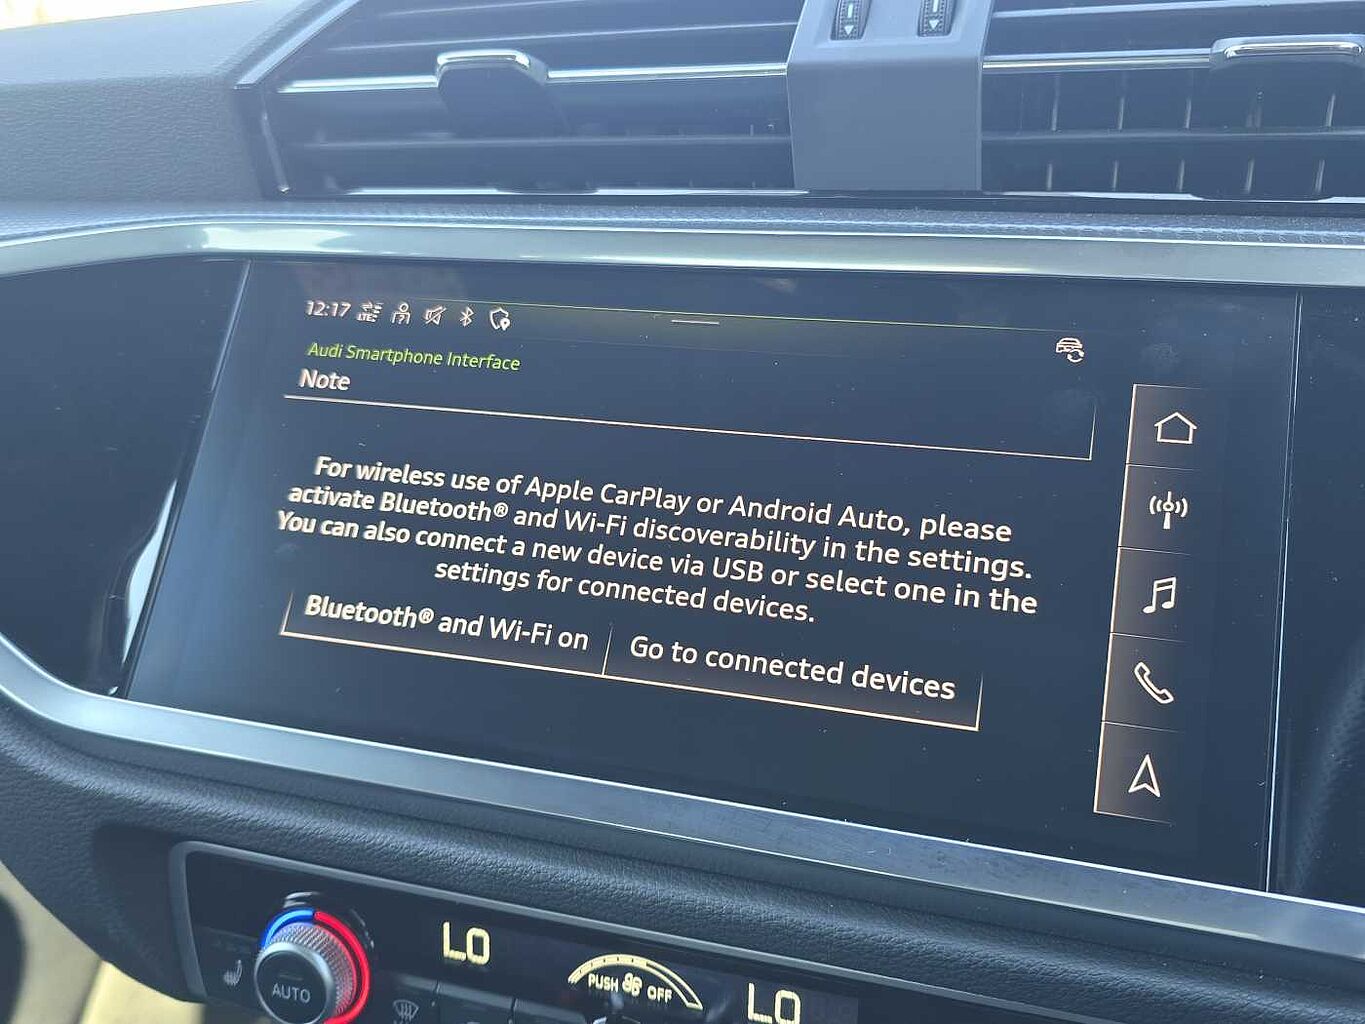 12:17 LTE
Audi Smartphone Interface
Note
For wireless use of Apple CarPlay or Android Auto, please
activate Bluetooth® and Wi-Fi discoverability in the settings.
You can also connect a new device via USB or select one in the
settings for connected devices.
Bluetooth® and Wi-Fi on
Go to connected devices
AUTO
LO
PUSH OFF
LO